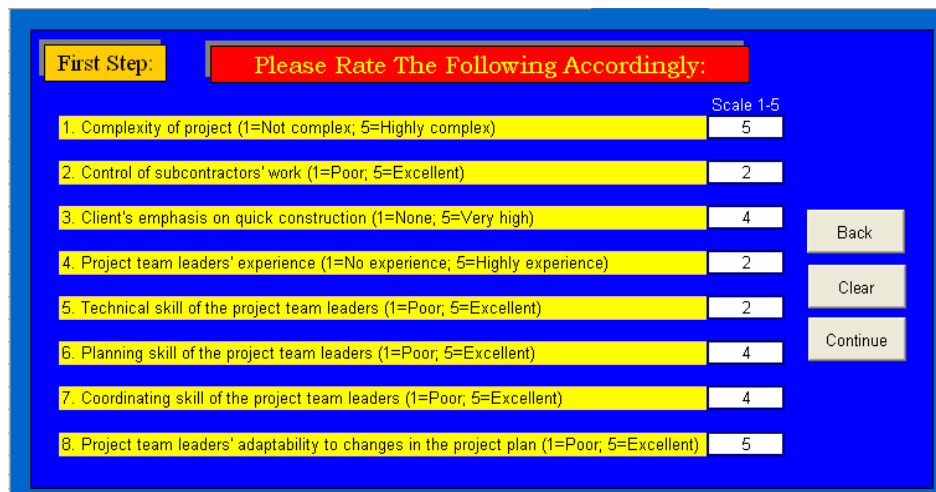 First Step:
Please Rate The Following Accordingly:
Scale 1-5
1. Complexity of project (1=Not complex; 5=Highly complex) 5
2. Control of subcontractors' work (1=Poor; 5=Excellent) 2
3. Client's emphasis on quick construction (1=None; 5=Very high) 4
4. Project team leaders' experience (1=No experience; 5=Highly experience) 2
5. Technical skill of the project team leaders (1=Poor; 5=Excellent) 2
6. Planning skill of the project team leaders (1=Poor; 5=Excellent) 4
7. Coordinating skill of the project team leaders (1=Poor; 5=Excellent) 4
8. Project team leaders' adaptability to changes in the project plan (1=Poor; 5=Excellent) 5
Back
Clear
Continue